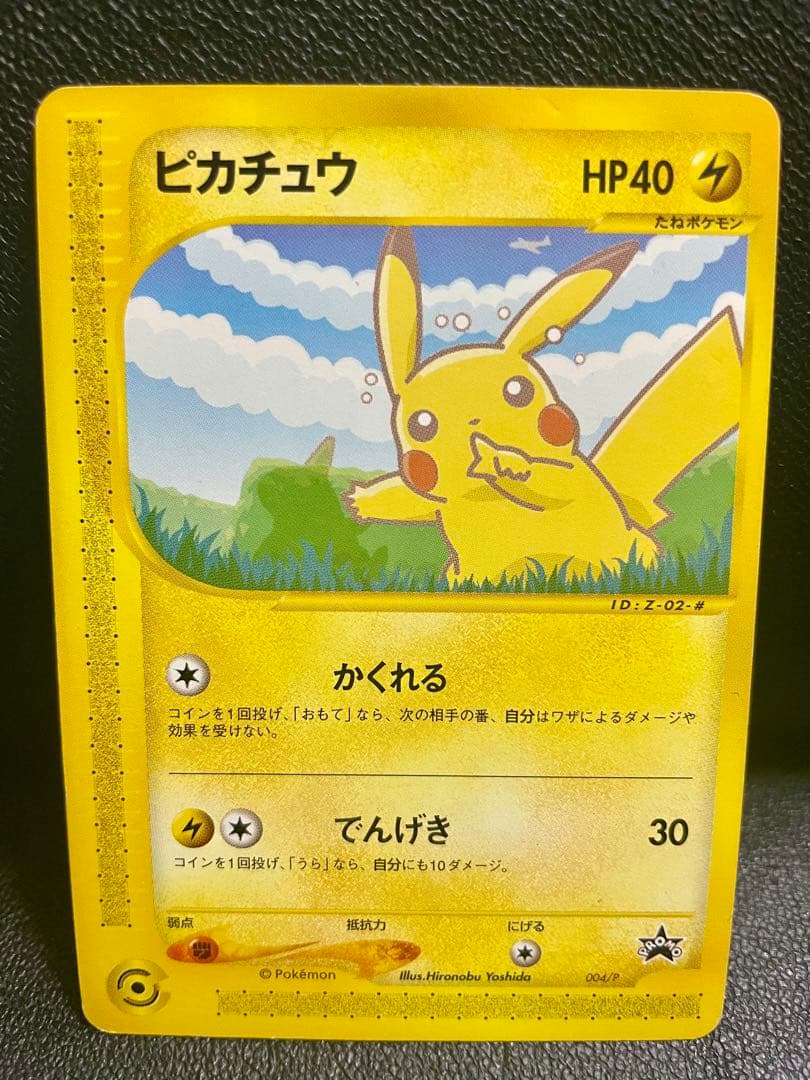 ピカチュウ HP40
たねポケモン
ID:Z-02-#
かくれる
コインを1回投げ、「おもて」なら、次の相手の番、自分はワザによるダメージや
効果を受けない。
でんげき 30
コインを1回投げ、「うら」なら、自分にも10ダメージ。
弱点 抵抗力 にげる
© Pokémon Illus.Hironobu Yoshida 004/P
PROMO